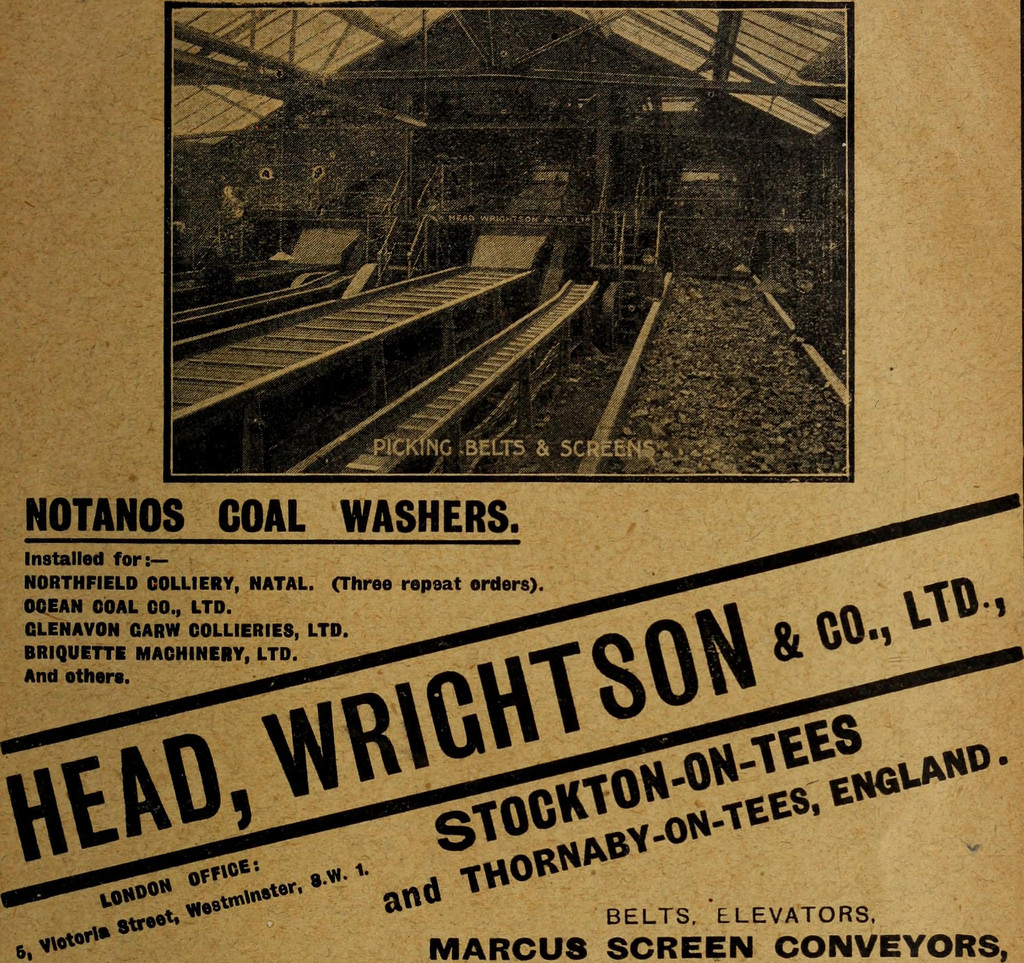 HEAD WRIGHTSON & CO. LTD
PICKING BELTS & SCREENS
NOTANOS COAL WASHERS.
Installed for:—
NORTHFIELD COLLIERY, NATAL. (Three repeat orders).
OCEAN COAL CO., LTD.
GLENAVON GARW COLLIERIES, LTD.
BRIQUETTE MACHINERY, LTD.
And others.
HEAD, WRIGHTSON & CO., LTD.,
STOCKTON-ON-TEES
and THORNABY-ON-TEES, ENGLAND.
LONDON OFFICE:
5, Victoria Street, Westminster, S.W. 1.
BELTS, ELEVATORS,
MARCUS SCREEN CONVEYORS,